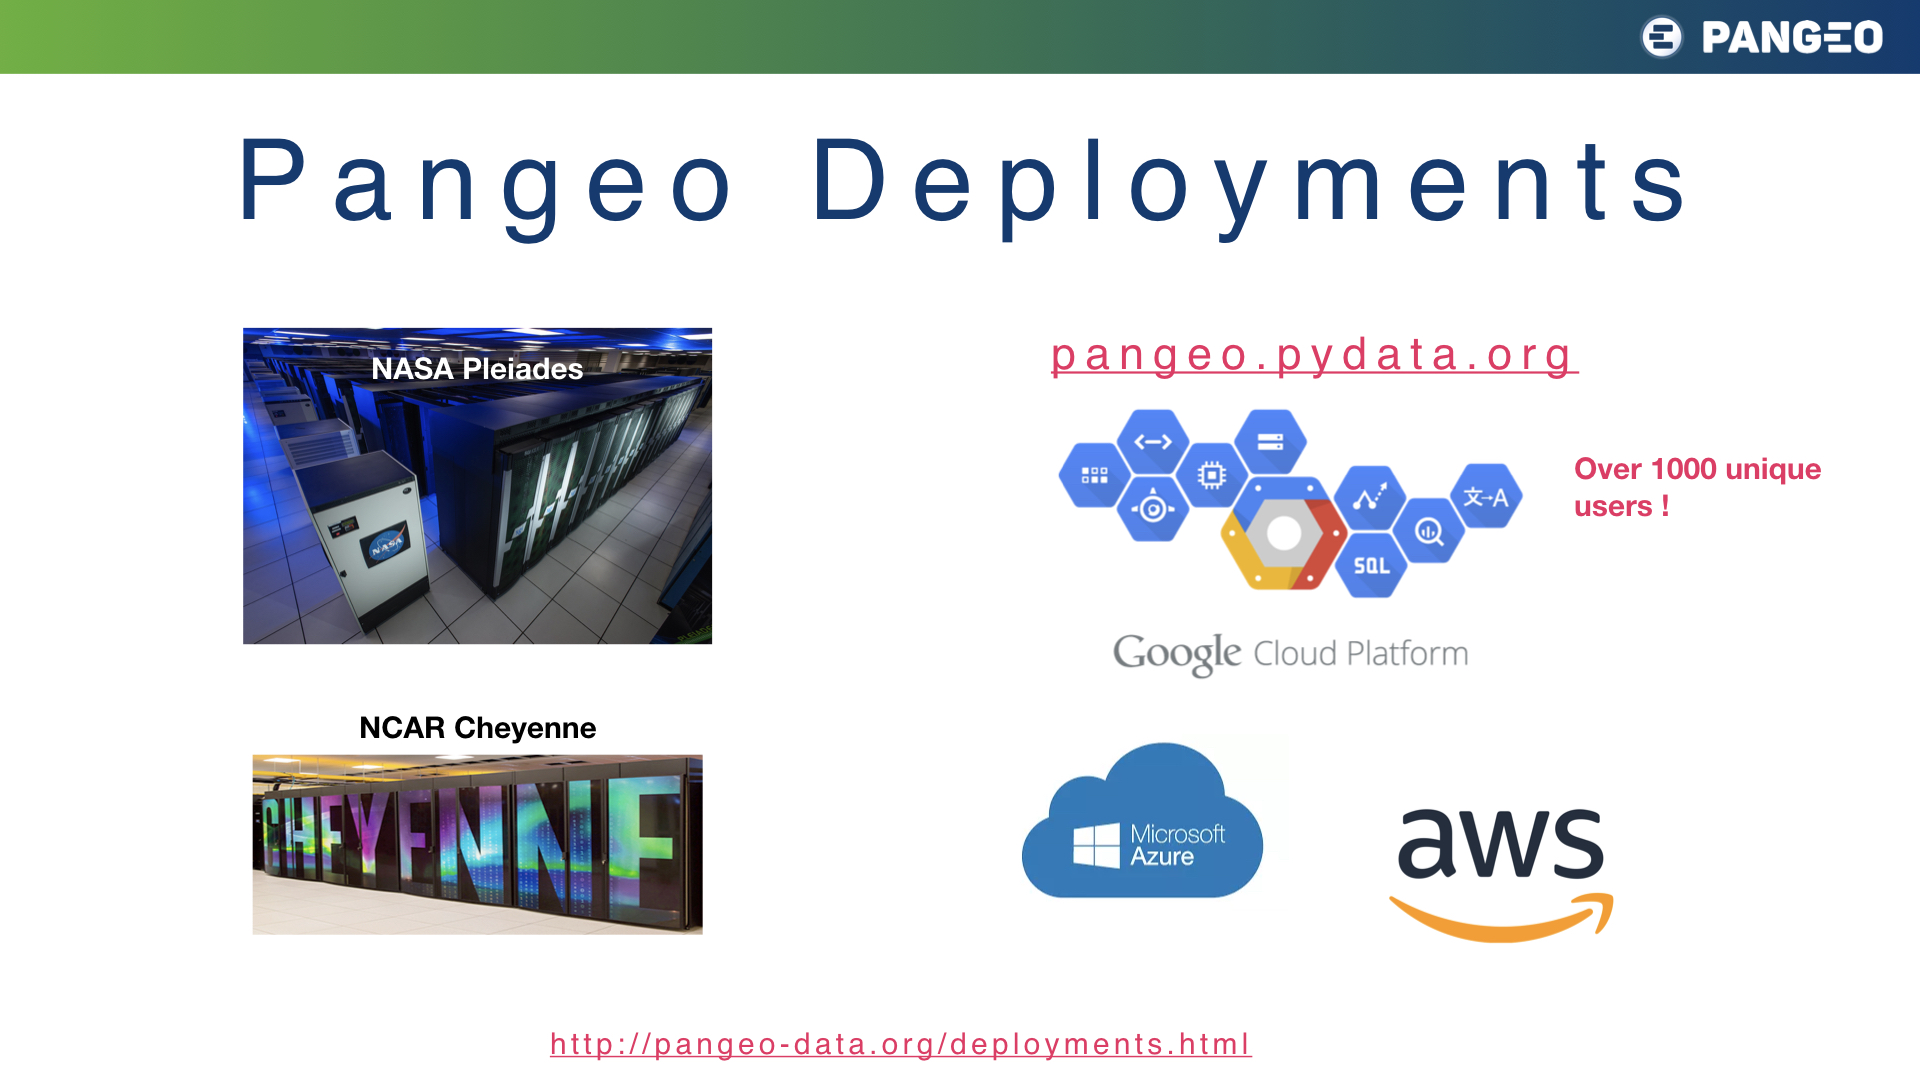 PANGEO
Pangeo Deployments
NASA Pleiades
NASA
pangeo.pydata.org
文→A
SQL
Over 1000 unique
users !
Google Cloud Platform
NCAR Cheyenne
CHEYENNE
Microsoft
Azure
aws
http://pangeo-data.org/deployments.html